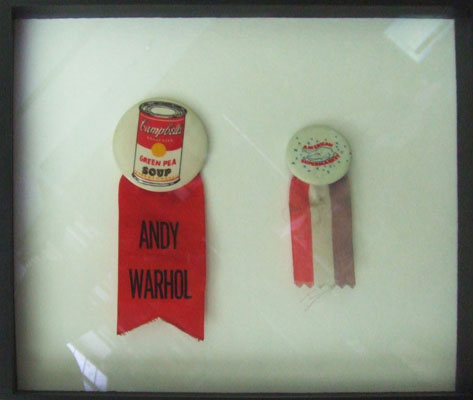 Campbell's
GREEN PEA
SOUP
ANDY
WARHOL